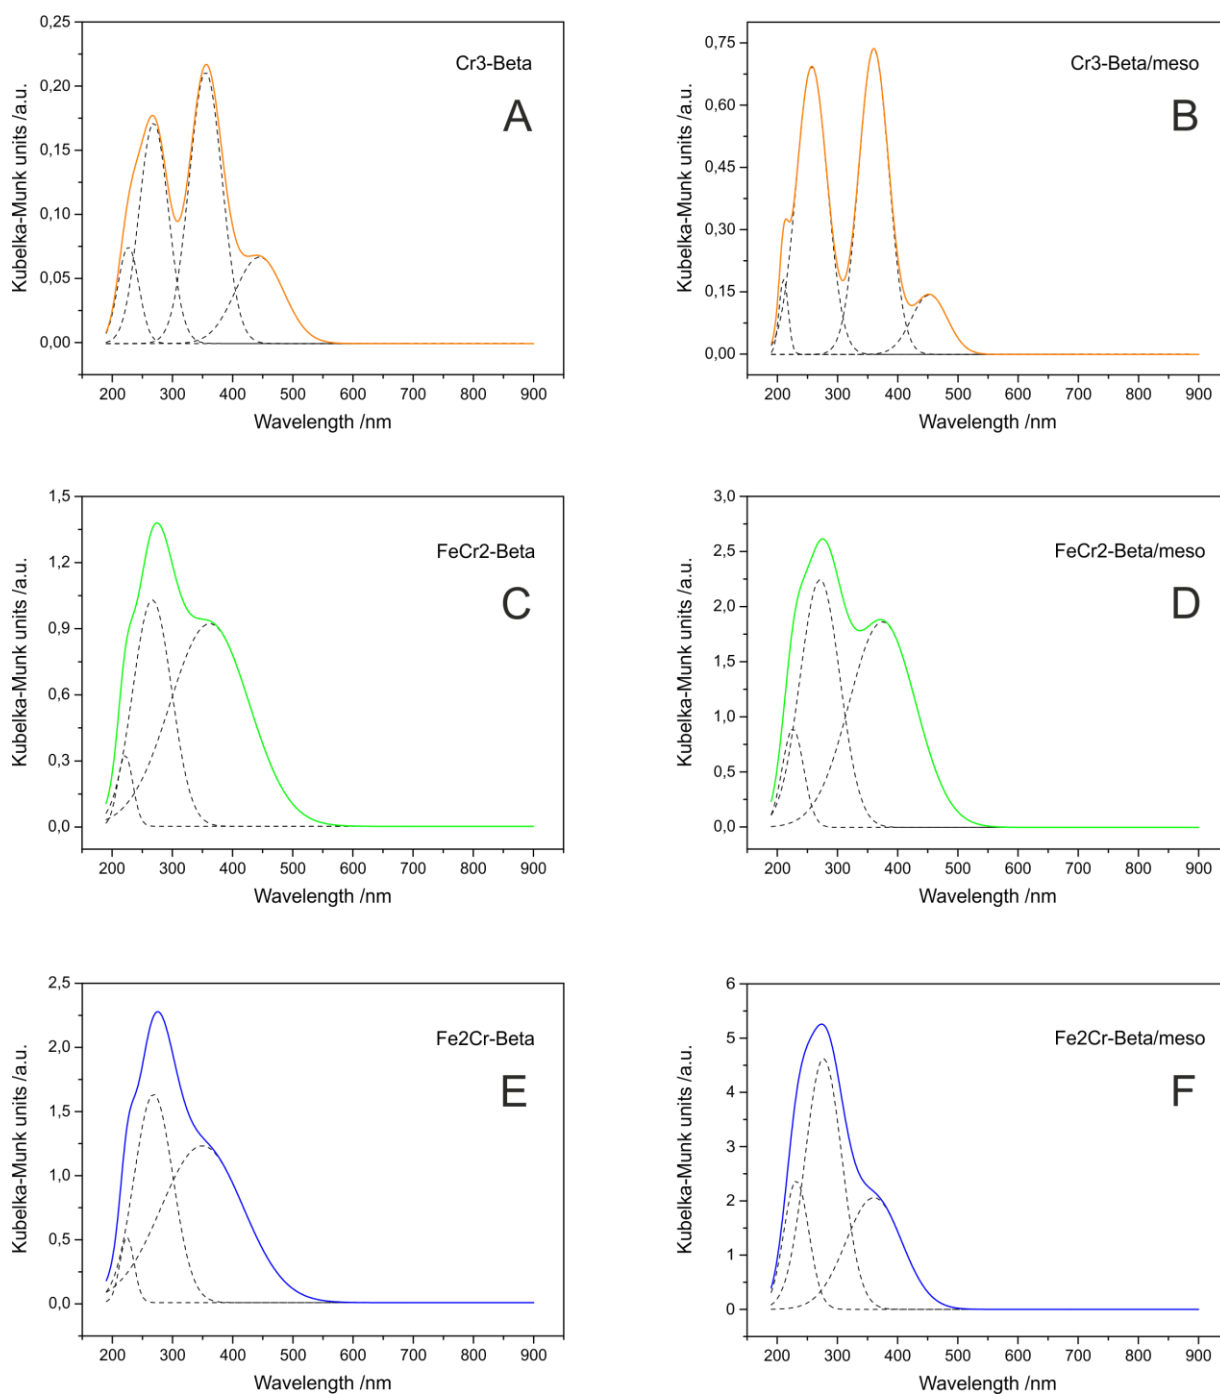 0,25
0,20
0,15
0,10
0,05
0,00
Kubelka-Munk units /a.u.
Cr3-Beta
A
200 300 400 500 600 700 800 900
Wavelength /nm
0,75
0,60
0,45
0,30
0,15
0,00
Kubelka-Munk units /a.u.
Cr3-Beta/meso
B
200 300 400 500 600 700 800 900
Wavelength /nm
1,5
1,2
0,9
0,6
0,3
0,0
Kubelka-Munk units /a.u.
FeCr2-Beta
C
200 300 400 500 600 700 800 900
Wavelength /nm
3,0
2,5
2,0
1,5
1,0
0,5
0,0
Kubelka-Munk units /a.u.
FeCr2-Beta/meso
D
200 300 400 500 600 700 800 900
Wavelength /nm
2,5
2,0
1,5
1,0
0,5
0,0
Kubelka-Munk units /a.u.
Fe2Cr-Beta
E
200 300 400 500 600 700 800 900
Wavelength /nm
6
5
4
3
2
1
0
Kubelka-Munk units /a.u.
Fe2Cr-Beta/meso
F
200 300 400 500 600 700 800 900
Wavelength /nm